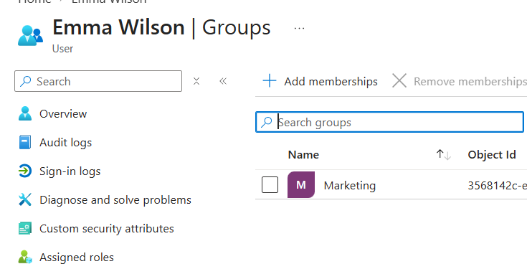 Home > Emma Wilson
Emma Wilson | Groups ...
User
Search
Add memberships
Remove memberships
Overview
Search groups
Audit logs
Name
Object Id
Sign-in logs
M
Marketing
3568142c-e
Diagnose and solve problems
Custom security attributes
Assigned roles